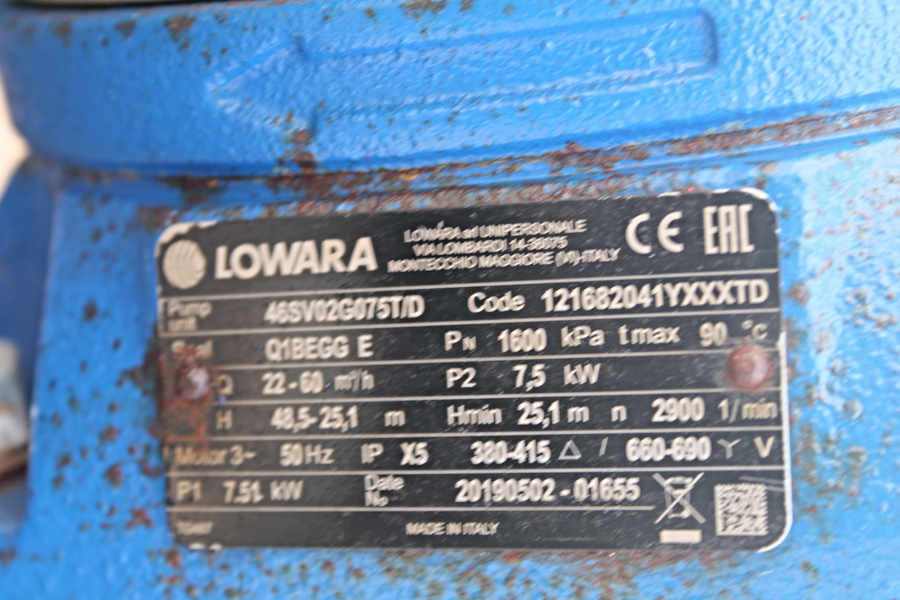 LOWARA
LOWARA srl UNIPERSONALE
VIA LOMBARDI 14-36075
MONTECCHIO MAGGIORE (VI)-ITALY
CE EAC
Pump unit 46SV02G075T/D Code 121682041YXXXTD
Seal Q1BEGG E PN 1600 kPa tmax 90 °C
Q 22-60 m³/h P2 7,5 kW
H 48,5-25,1 m Hmin 25,1 m n 2900 1/min
Motor 3~ 50Hz IP X5 380-415 △ / 660-690 Y V
P1 kW Date No 20190502-01655
MADE IN ITALY